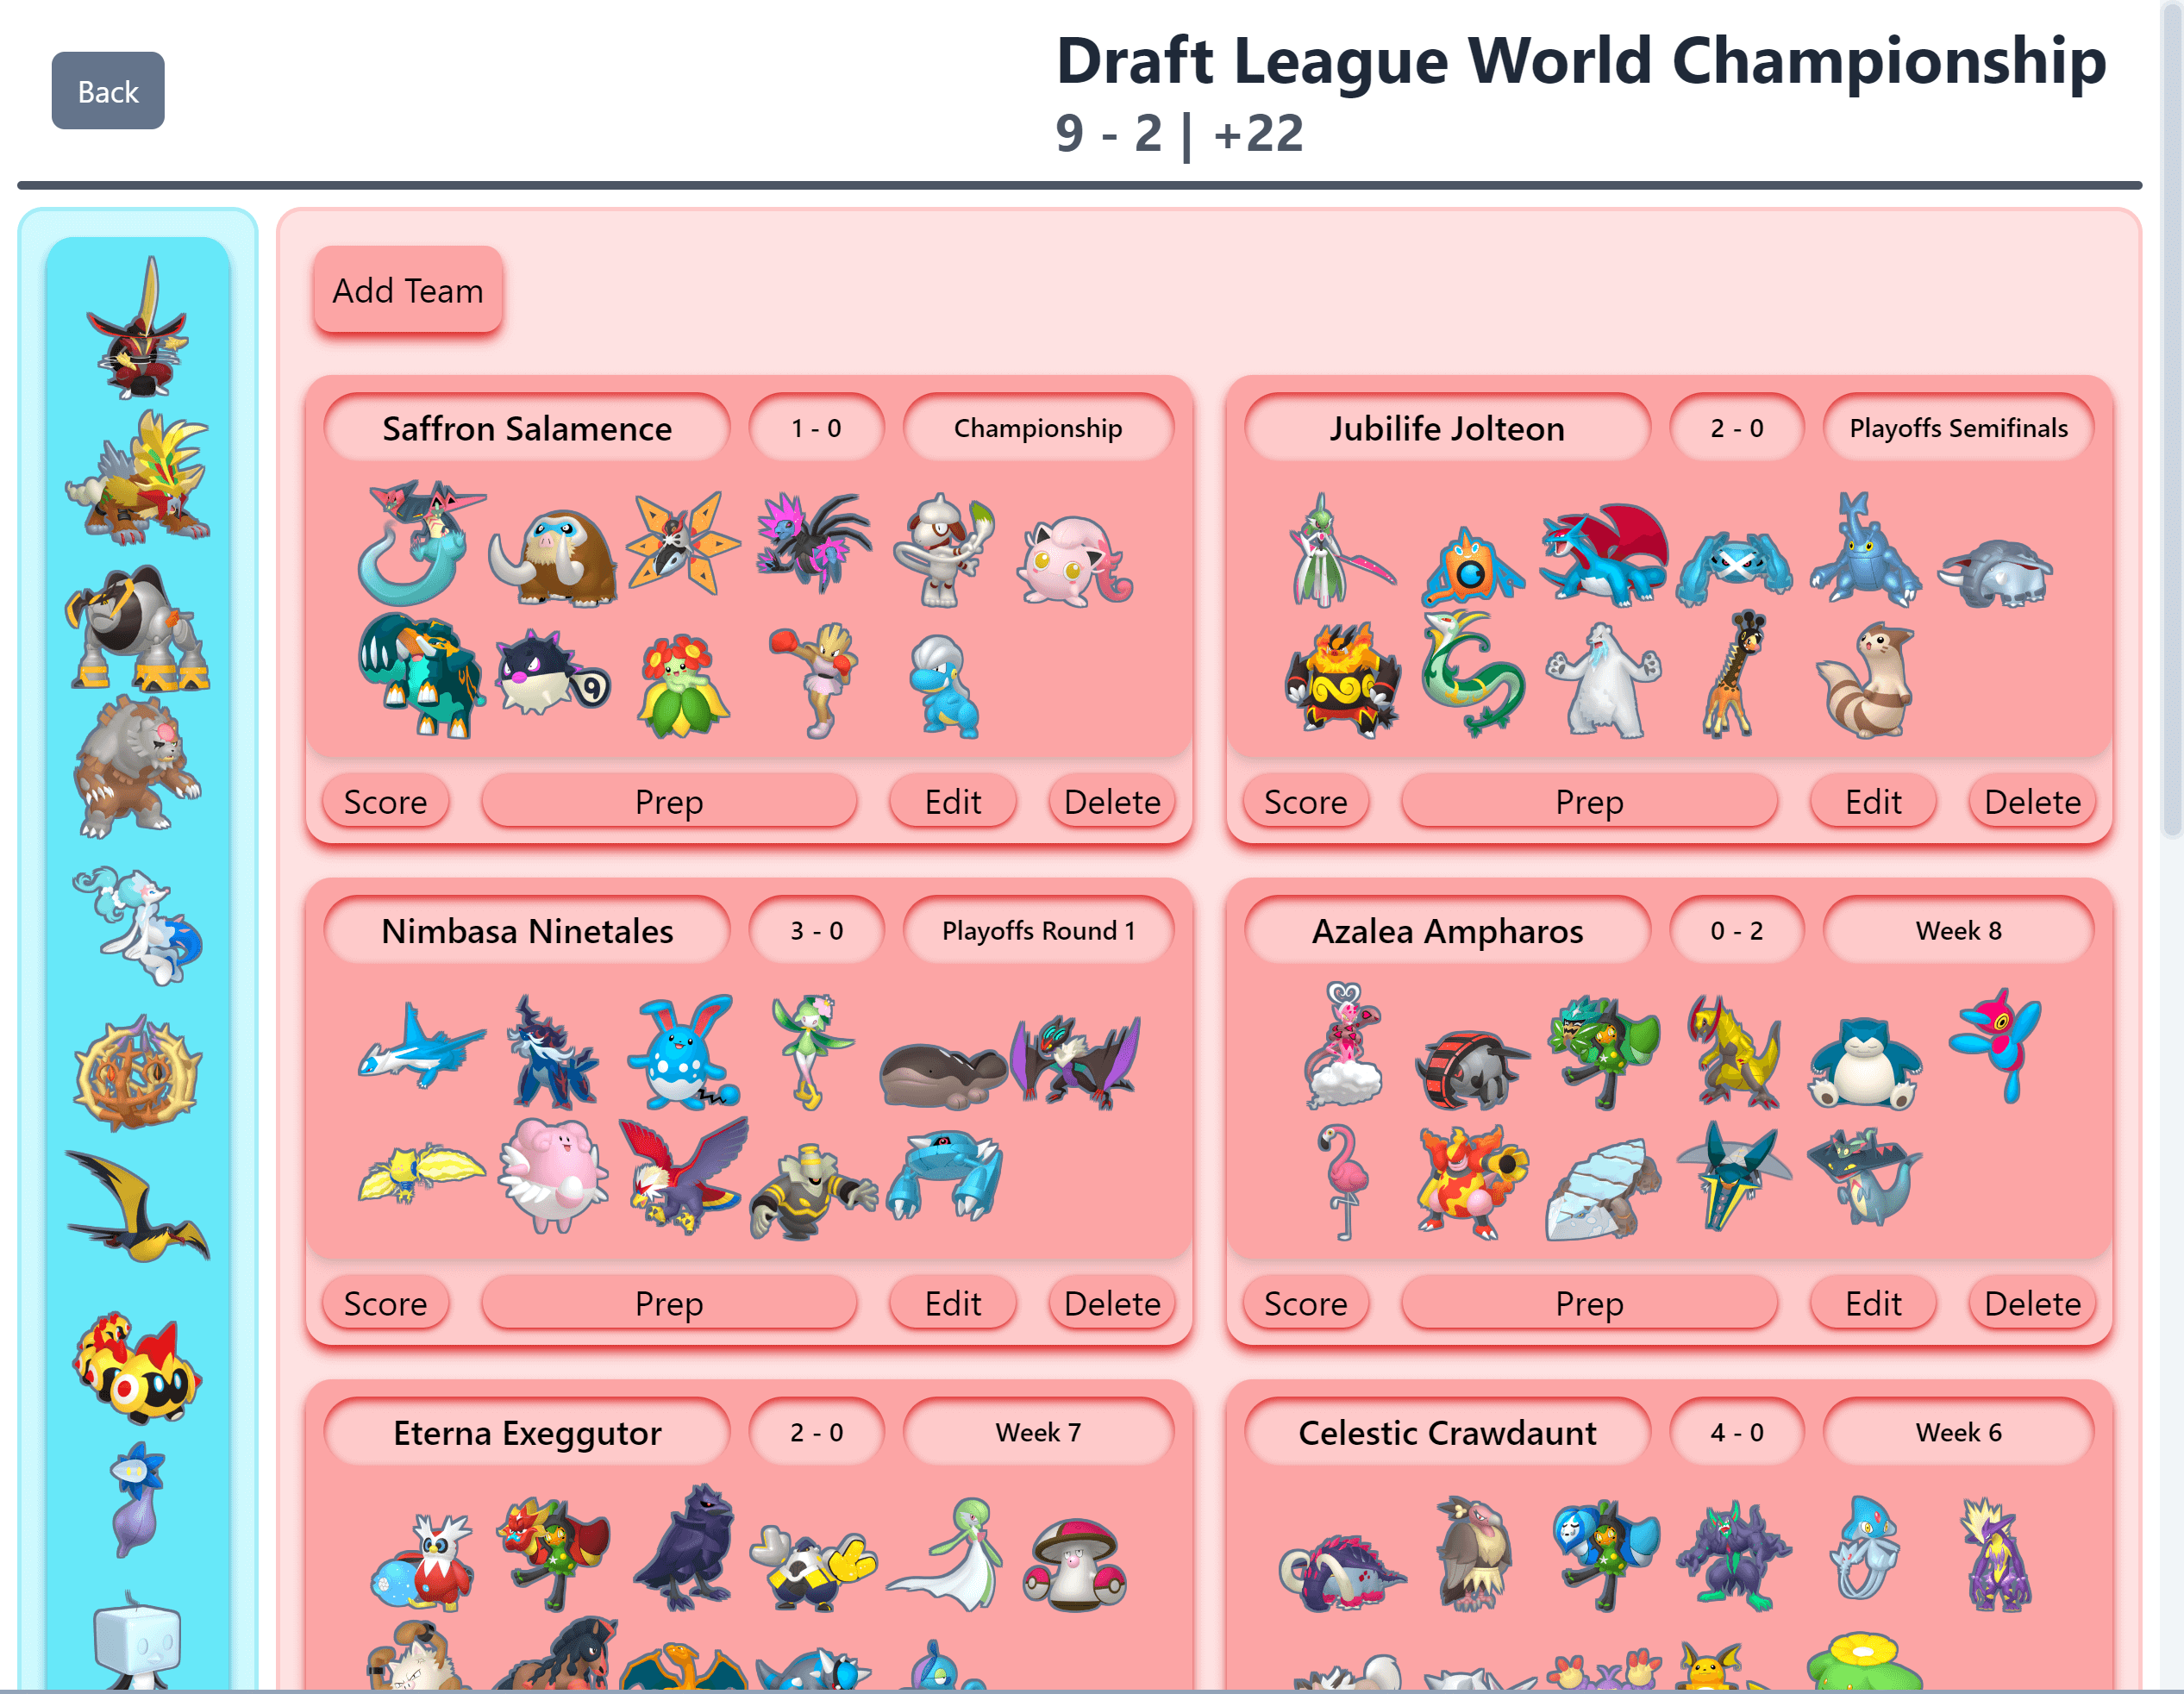 Back
Draft League World Championship
9 - 2 | +22
Add Team
Saffron Salamence
1 - 0
Championship
9
Score
Prep
Edit
Delete
Jubilife Jolteon
2 - 0
Playoffs Semifinals
Score
Prep
Edit
Delete
Nimbasa Ninetales
3 - 0
Playoffs Round 1
Score
Prep
Edit
Delete
Azalea Ampharos
0 - 2
Week 8
Score
Prep
Edit
Delete
Eterna Exeggutor
2 - 0
Week 7
Celestic Crawdaunt
4 - 0
Week 6